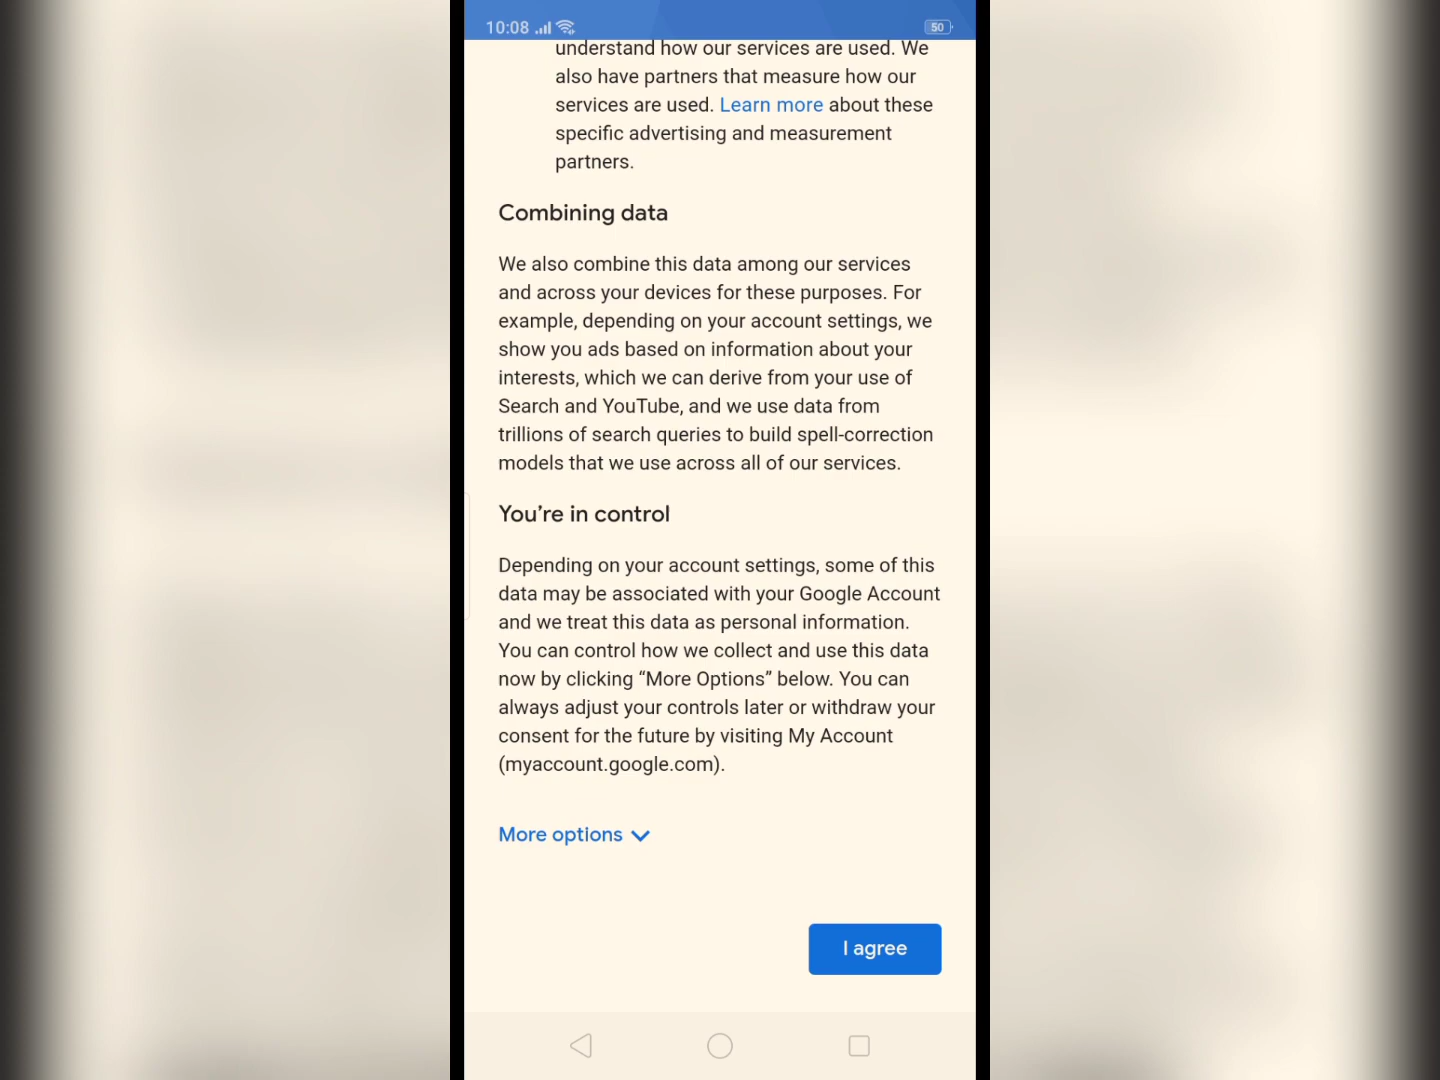 10:08
50
understand how our services are used. We
also have partners that measure how our
services are used. Learn more about these
specific advertising and measurement
partners.
Combining data
We also combine this data among our services
and across your devices for these purposes. For
example, depending on your account settings, we
show you ads based on information about your
interests, which we can derive from your use of
Search and YouTube, and we use data from
trillions of search queries to build spell-correction
models that we use across all of our services.
You’re in control
Depending on your account settings, some of this
data may be associated with your Google Account
and we treat this data as personal information.
You can control how we collect and use this data
now by clicking “More Options” below. You can
always adjust your controls later or withdraw your
consent for the future by visiting My Account
(myaccount.google.com).
More options
I agree